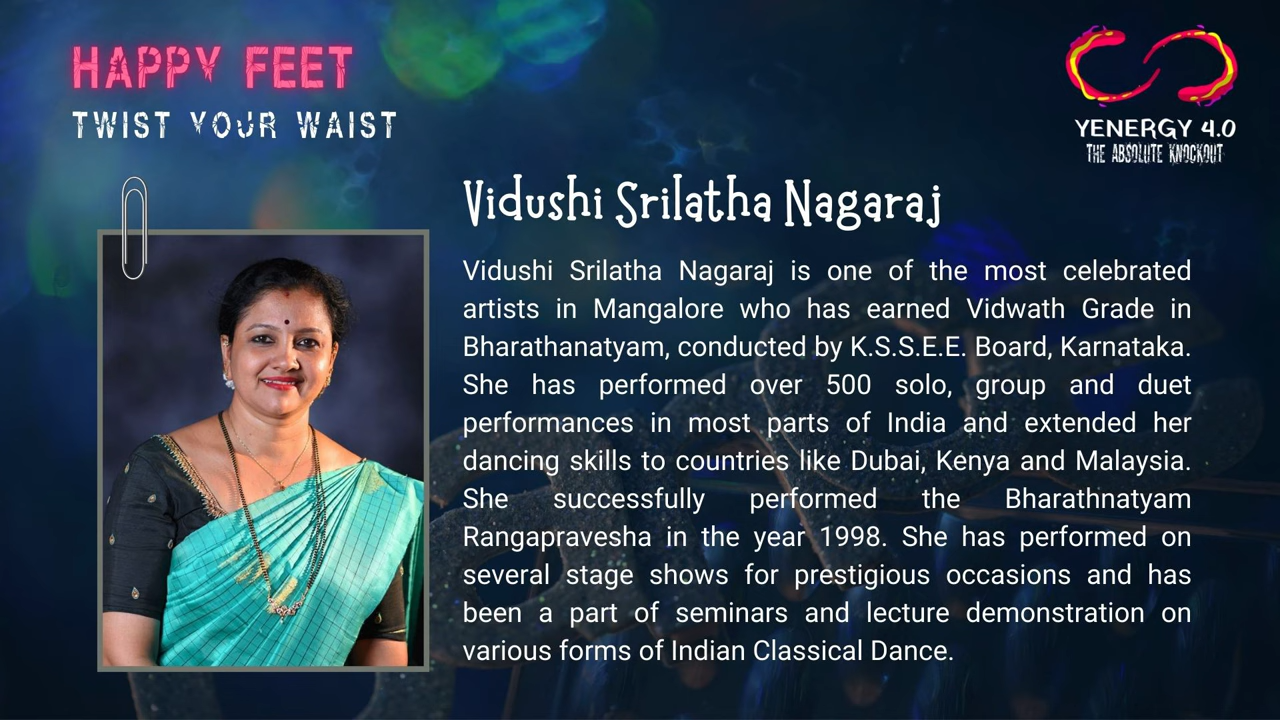 HAPPY FEET
TWIST YOUR WAIST
YENERGY 4.0
THE ABSOLUTE KNOCKOUT
Vidushi Srilatha Nagaraj
Vidushi Srilatha Nagaraj is one of the most celebrated
artists in Mangalore who has earned Vidwath Grade in
Bharathanatyam, conducted by K.S.S.E.E. Board, Karnataka.
She has performed over 500 solo, group and duet
performances in most parts of India and extended her
dancing skills to countries like Dubai, Kenya and Malaysia.
She successfully performed the Bharathnatyam
Rangapravesha in the year 1998. She has performed on
several stage shows for prestigious occasions and has
been a part of seminars and lecture demonstration on
various forms of Indian Classical Dance.